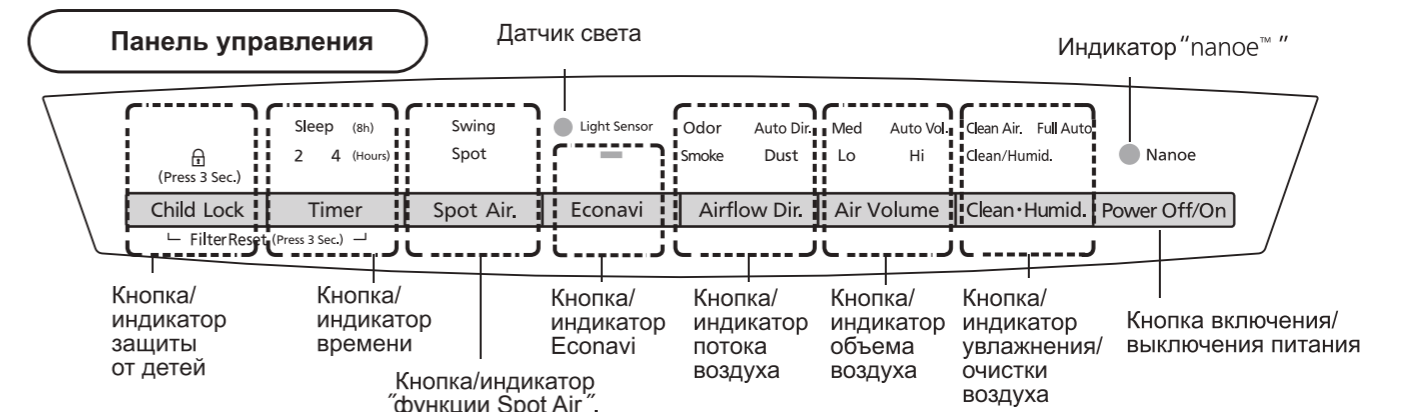 Панель управления
Датчик света
Индикатор "nanoe™ "
Sleep (8h)
2 4 (Hours)
Swing
Spot
Light Sensor
Odor Auto Dir.
Smoke Dust
Med Auto Vol.
Lo Hi
Clean Air. Full Auto
Clean/Humid.
Nanoe
(Press 3 Sec.)
Child Lock Timer Spot Air. Econavi Airflow Dir. Air Volume Clean·Humid. Power Off/On
FilterReset (Press 3 Sec.)
Кнопка/
индикатор
защиты
от детей
Кнопка/
индикатор
времени
Кнопка/индикатор
"функции Spot Air".
Кнопка/
индикатор
Econavi
Кнопка/
индикатор
потока
воздуха
Кнопка/
индикатор
объема
воздуха
Кнопка/
индикатор
увлажнения/
очистки
воздуха
Кнопка включения/
выключения питания